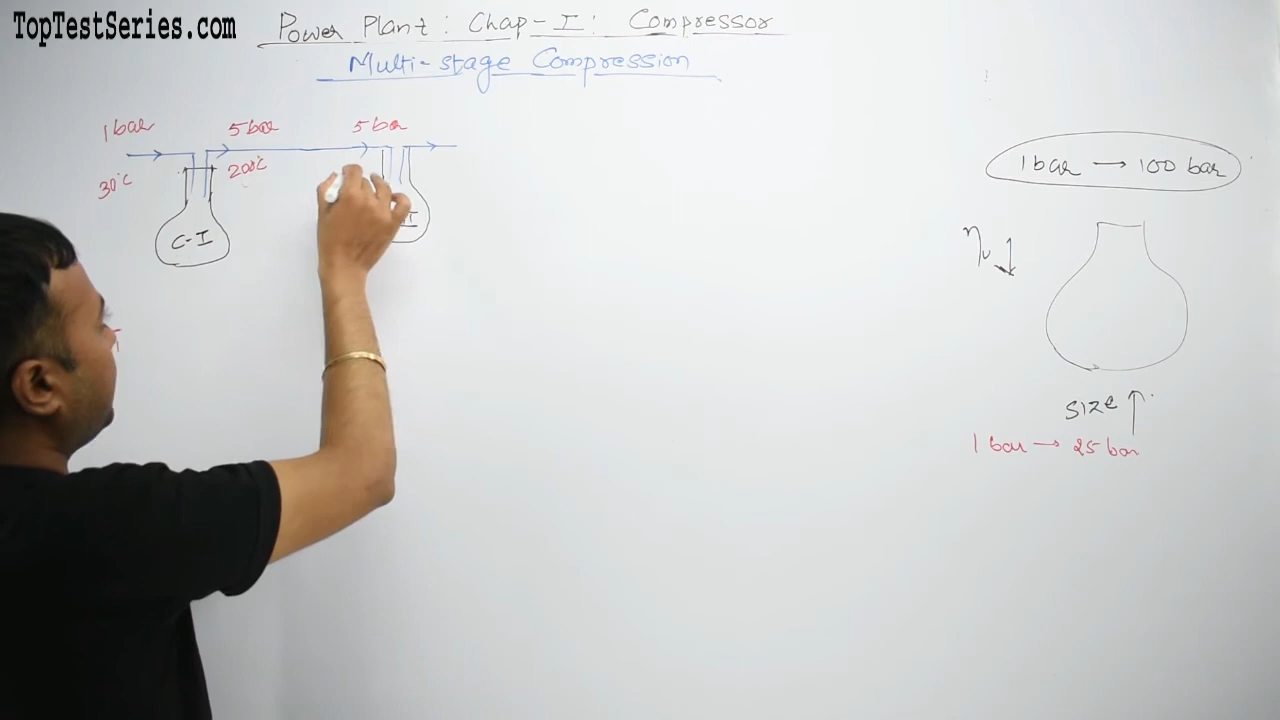 TopTestSeries.com
Power Plant : Chap-I : Compressor
Multi-stage Compression
1 bar
5 bar
5 bar
30°C
200°C
C-I
II
1 bar → 100 bar
ηv ↓
SIZE ↑
1 bar → 25 bar